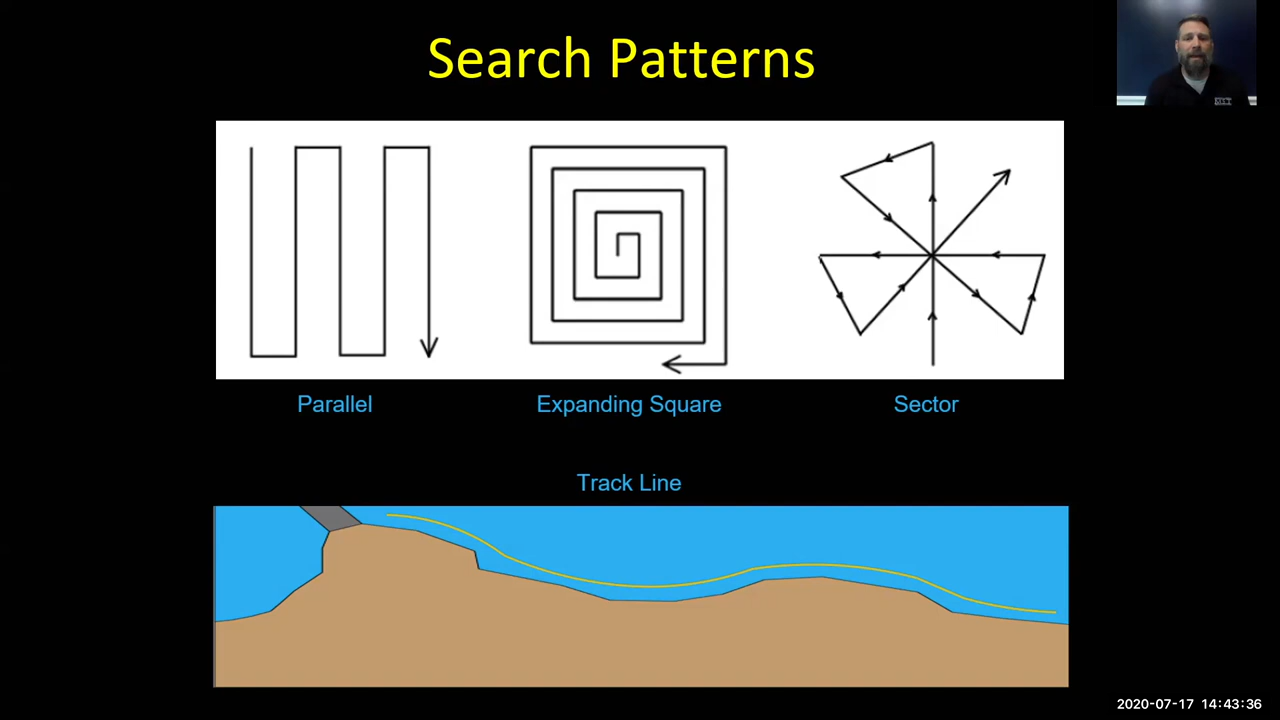 Search Patterns
Parallel
Expanding Square
Sector
Track Line
2020-07-17 14:43:36